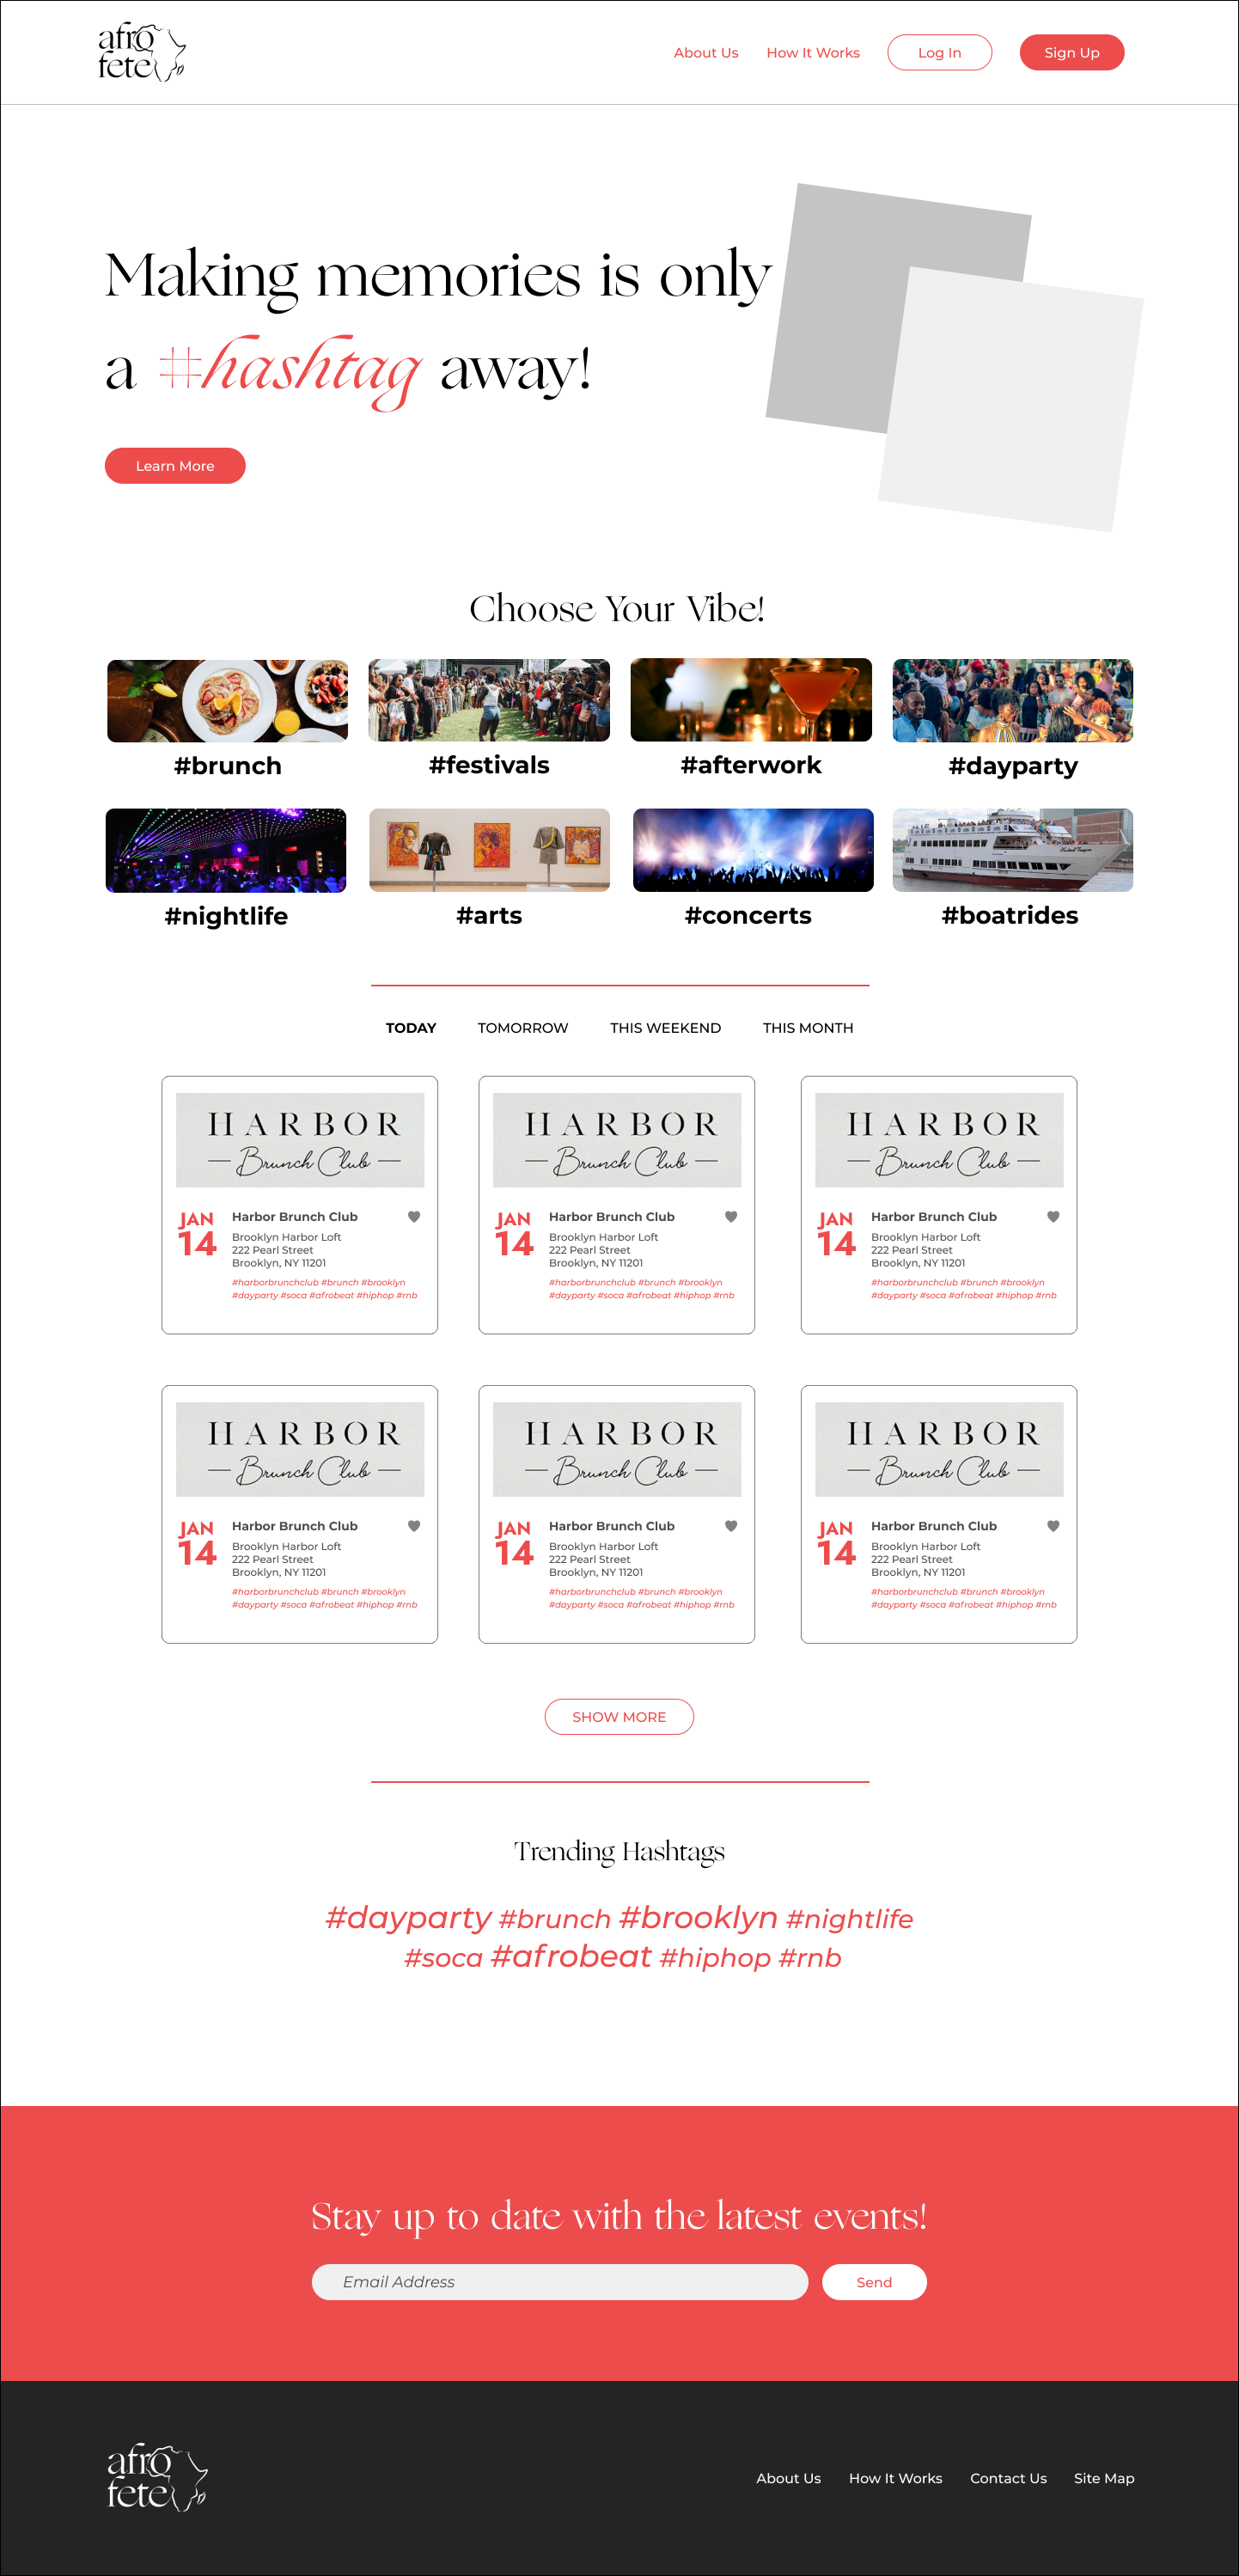 afro
fete
About Us
How It Works
Log In
Sign Up
Making memories is only
a #hashtag away!
Learn More
Choose Your Vibe!
#brunch
#festivals
#afterwork
#dayparty
#nightlife
#arts
#concerts
#boatrides
TODAY
TOMORROW
THIS WEEKEND
THIS MONTH
HARBOR
Brunch Club
JAN
14
Harbor Brunch Club
Brooklyn Harbor Loft
222 Pearl Street
Brooklyn, NY 11201
#harborbrunchclub #brunch #brooklyn
#dayparty #soca #afrobeat #hiphop #rnb
HARBOR
Brunch Club
JAN
14
Harbor Brunch Club
Brooklyn Harbor Loft
222 Pearl Street
Brooklyn, NY 11201
#harborbrunchclub #brunch #brooklyn
#dayparty #soca #afrobeat #hiphop #rnb
HARBOR
Brunch Club
JAN
14
Harbor Brunch Club
Brooklyn Harbor Loft
222 Pearl Street
Brooklyn, NY 11201
#harborbrunchclub #brunch #brooklyn
#dayparty #soca #afrobeat #hiphop #rnb
HARBOR
Brunch Club
JAN
14
Harbor Brunch Club
Brooklyn Harbor Loft
222 Pearl Street
Brooklyn, NY 11201
#harborbrunchclub #brunch #brooklyn
#dayparty #soca #afrobeat #hiphop #rnb
HARBOR
Brunch Club
JAN
14
Harbor Brunch Club
Brooklyn Harbor Loft
222 Pearl Street
Brooklyn, NY 11201
#harborbrunchclub #brunch #brooklyn
#dayparty #soca #afrobeat #hiphop #rnb
HARBOR
Brunch Club
JAN
14
Harbor Brunch Club
Brooklyn Harbor Loft
222 Pearl Street
Brooklyn, NY 11201
#harborbrunchclub #brunch #brooklyn
#dayparty #soca #afrobeat #hiphop #rnb
SHOW MORE
Trending Hashtags
#dayparty #brunch #brooklyn #nightlife
#soca #afrobeat #hiphop #rnb
Stay up to date with the latest events!
Email Address
Send
afro
fete
About Us
How It Works
Contact Us
Site Map